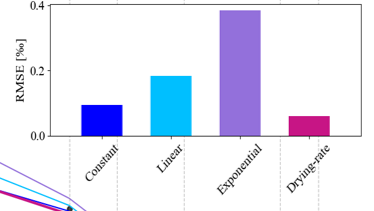 0.4
0.2
0.0
RMSE [‰]
Constant
Linear
Exponential
Drying-rate